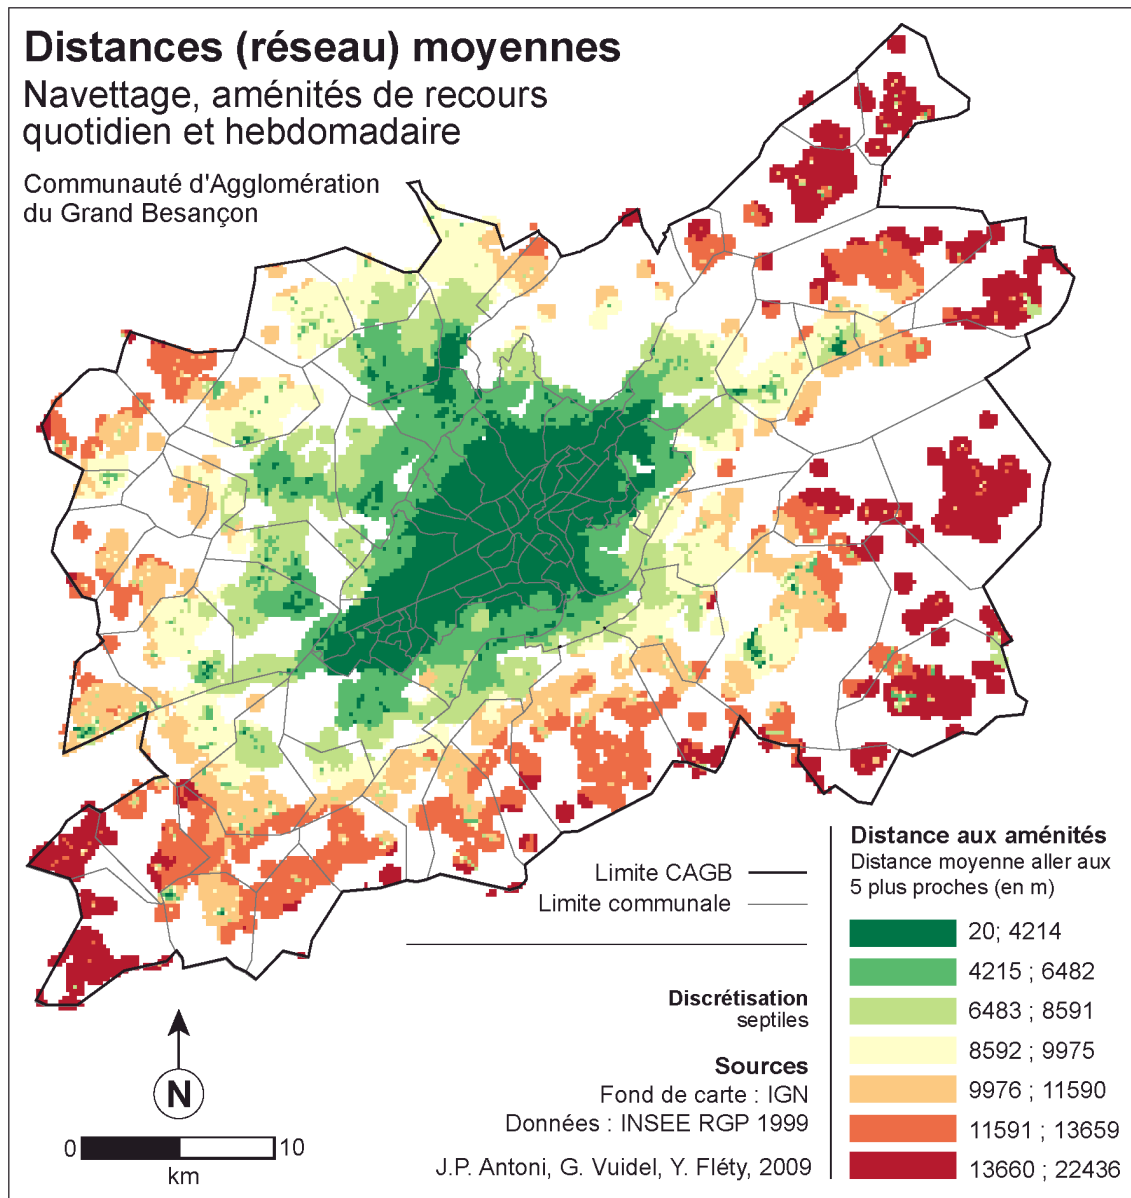 Distances (réseau) moyennes
Navettage, aménités de recours
quotidien et hebdomadaire
Communauté d'Agglomération
du Grand Besançon
Limite CAGB
Limite communale
Discrétisation
septiles
Sources
Fond de carte : IGN
Données : INSEE RGP 1999
J.P. Antoni, G. Vuidel, Y. Fléty, 2009
Distance aux aménités
Distance moyenne aller aux
5 plus proches (en m)
20; 4214
4215 ; 6482
6483 ; 8591
8592 ; 9975
9976 ; 11590
11591 ; 13659
13660 ; 22436
N
0 10
km